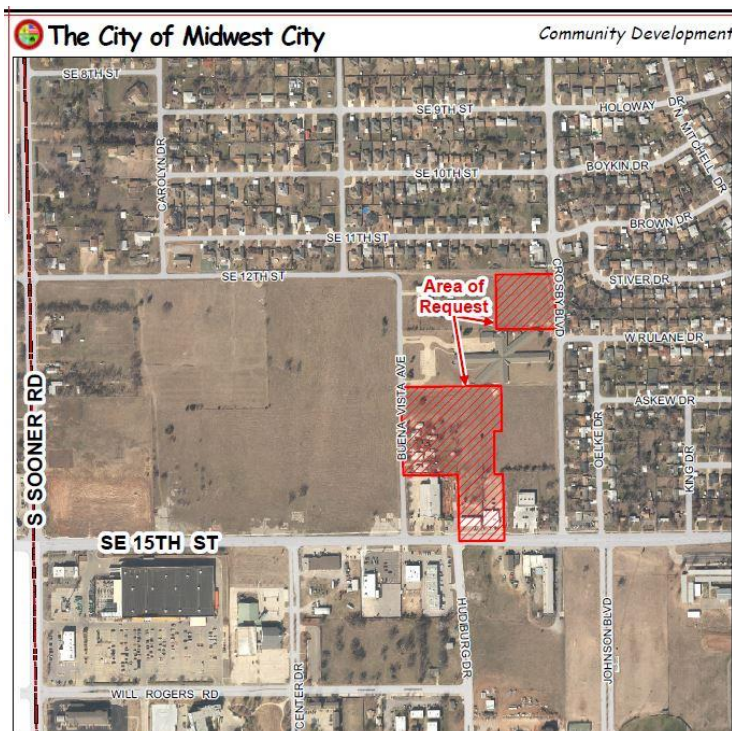 The City of Midwest City
Community Development
SE 8TH ST
SE 9TH ST
HOLOWAY DR
N MITCHELL DR
CAROLYN DR
SE 10TH ST
BOYKIN DR
SE 11TH ST
BROWN DR
SE 12TH ST
STIVER DR
CROSBY BLVD
Area of
Request
W RULANE DR
BUENA VISTA AVE
ASKEW DR
OELKE DR
KING DR
S SOONER RD
SE 15TH ST
HUDBURG DR
JOHNSON BLVD
CENTER DR
WILL ROGERS RD